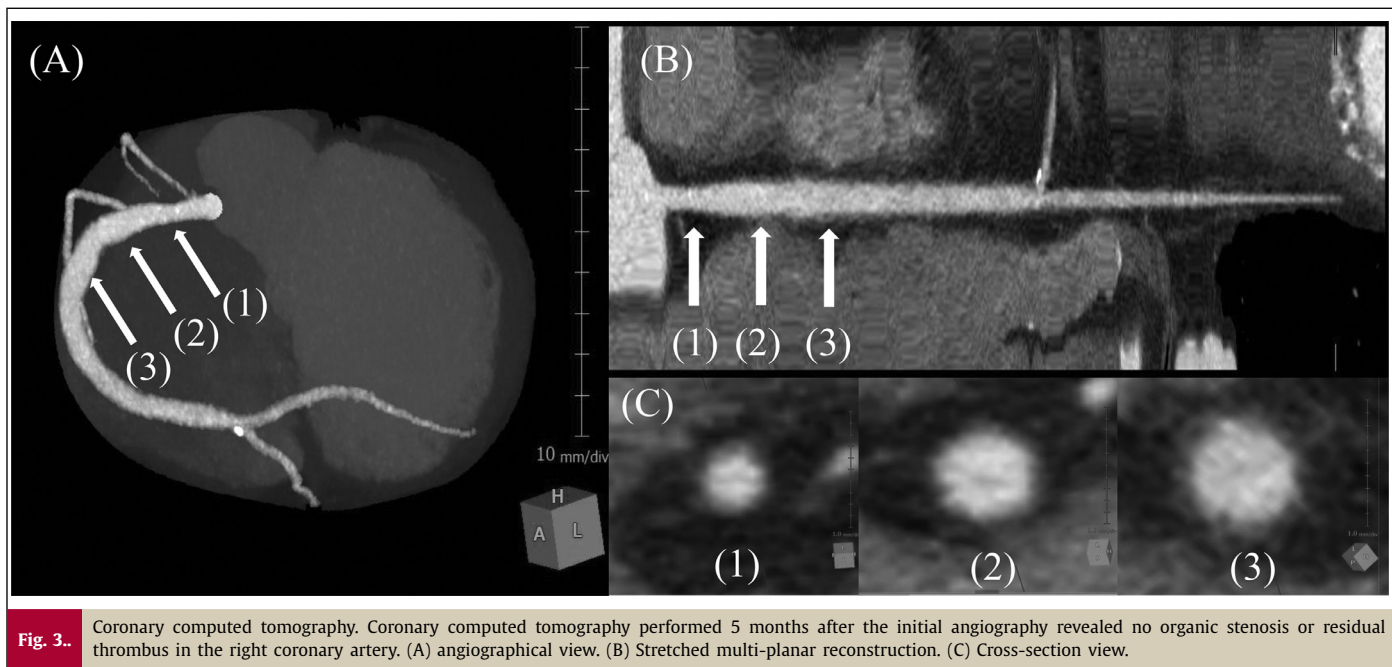 (A)
(1)
(2)
(3)
10 mm/div
H
A
L
(B)
(1)
(2)
(3)
(C)
(1)
(2)
(3)
Fig. 3..
Coronary computed tomography. Coronary computed tomography performed 5 months after the initial angiography revealed no organic stenosis or residual
thrombus in the right coronary artery. (A) angiographical view. (B) Stretched multi-planar reconstruction. (C) Cross-section view.